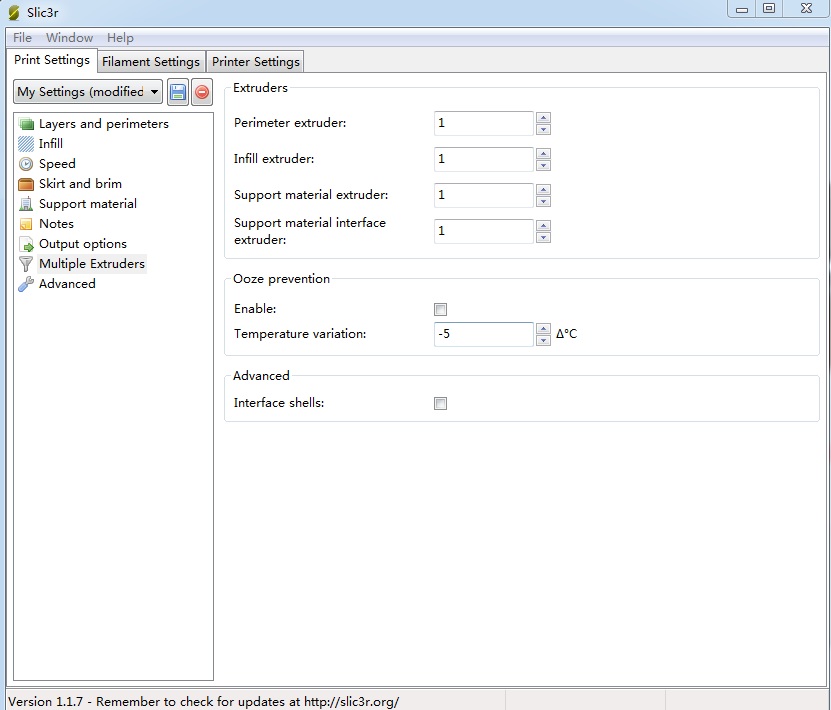 Slic3r
File Window Help
Print Settings Filament Settings Printer Settings
My Settings (modified
Layers and perimeters
Infill
Speed
Skirt and brim
Support material
Notes
Output options
Multiple Extruders
Advanced
Extruders
Perimeter extruder: 1
Infill extruder: 1
Support material extruder: 1
Support material interface
extruder: 1
Ooze prevention
Enable:
Temperature variation: -5 Δ°C
Advanced
Interface shells:
Version 1.1.7 - Remember to check for updates at http://slic3r.org/